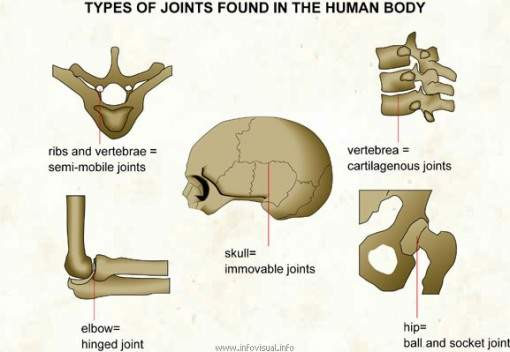 TYPES OF JOINTS FOUND IN THE HUMAN BODY
ribs and vertebrae =
semi-mobile joints
vertebrea =
cartilagenous joints
skull=
immovable joints
elbow=
hinged joint
hip=
ball and socket joint
www.infovisual.info